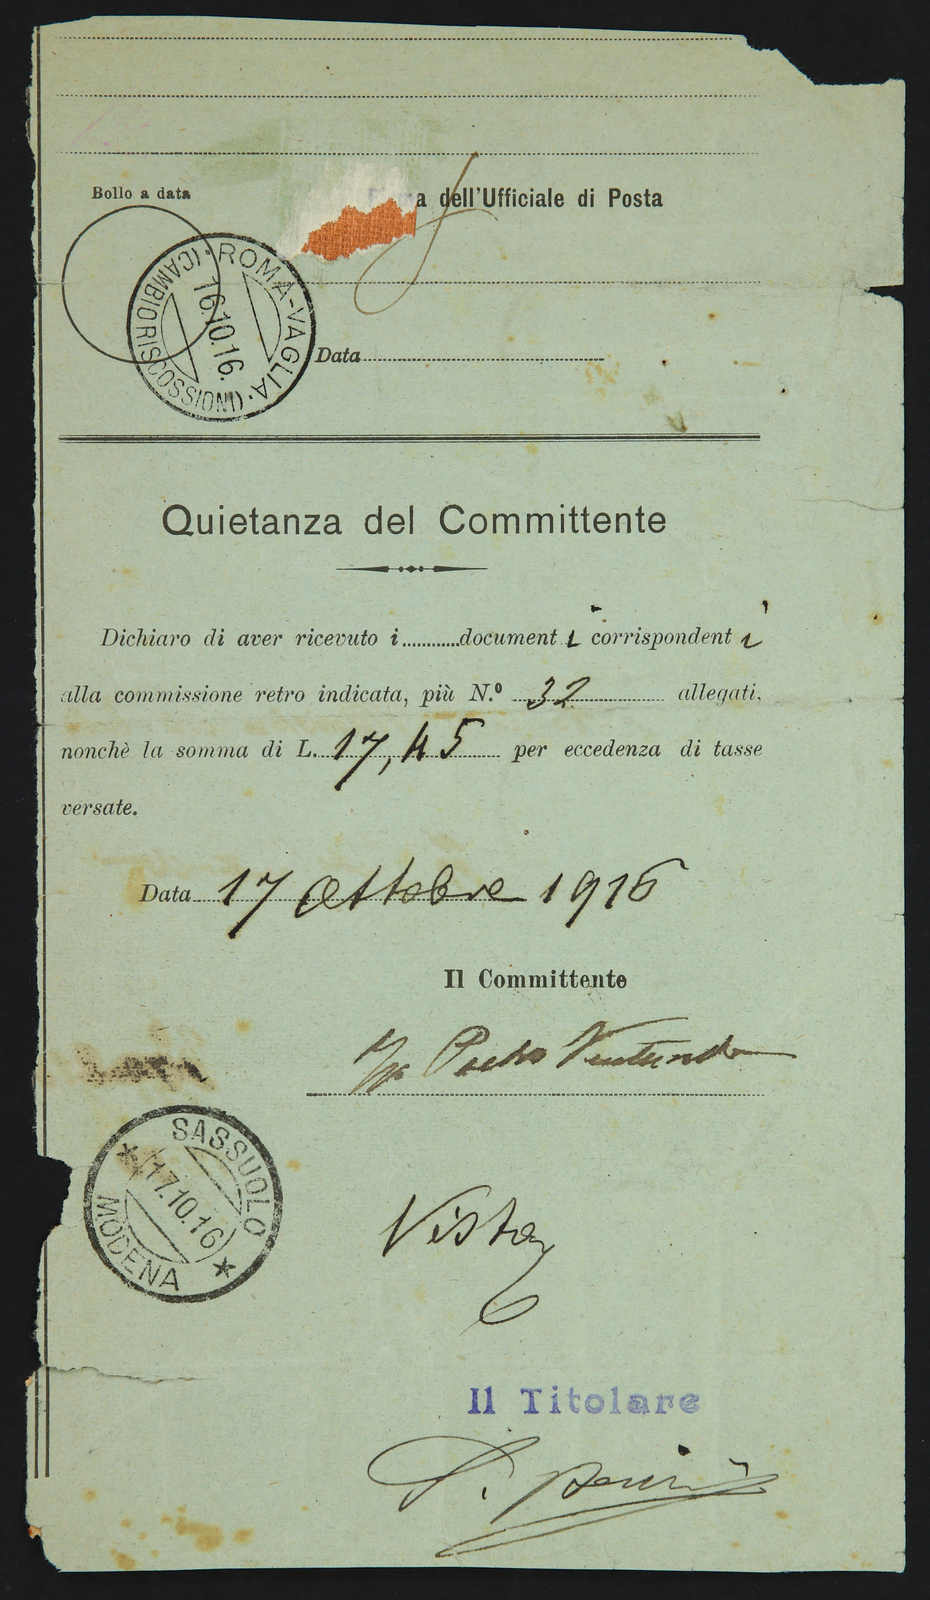 Bollo a data
a dell'Ufficiale di Posta
ROMA-VAGLIA
(CAMBIO RISCOSSIONI)
16.10.16.
Data
Quietanza del Committente
Dichiaro di aver ricevuto i document i corrispondent i
alla commissione retro indicata, più N.º 32 allegati,
nonchè la somma di L. 17,45 per eccedenza di tasse
versate.
Data 17 Ottobre 1916
Il Committente
SASSUOLO
17.10.16
MODENA
Visto
Il Titolare